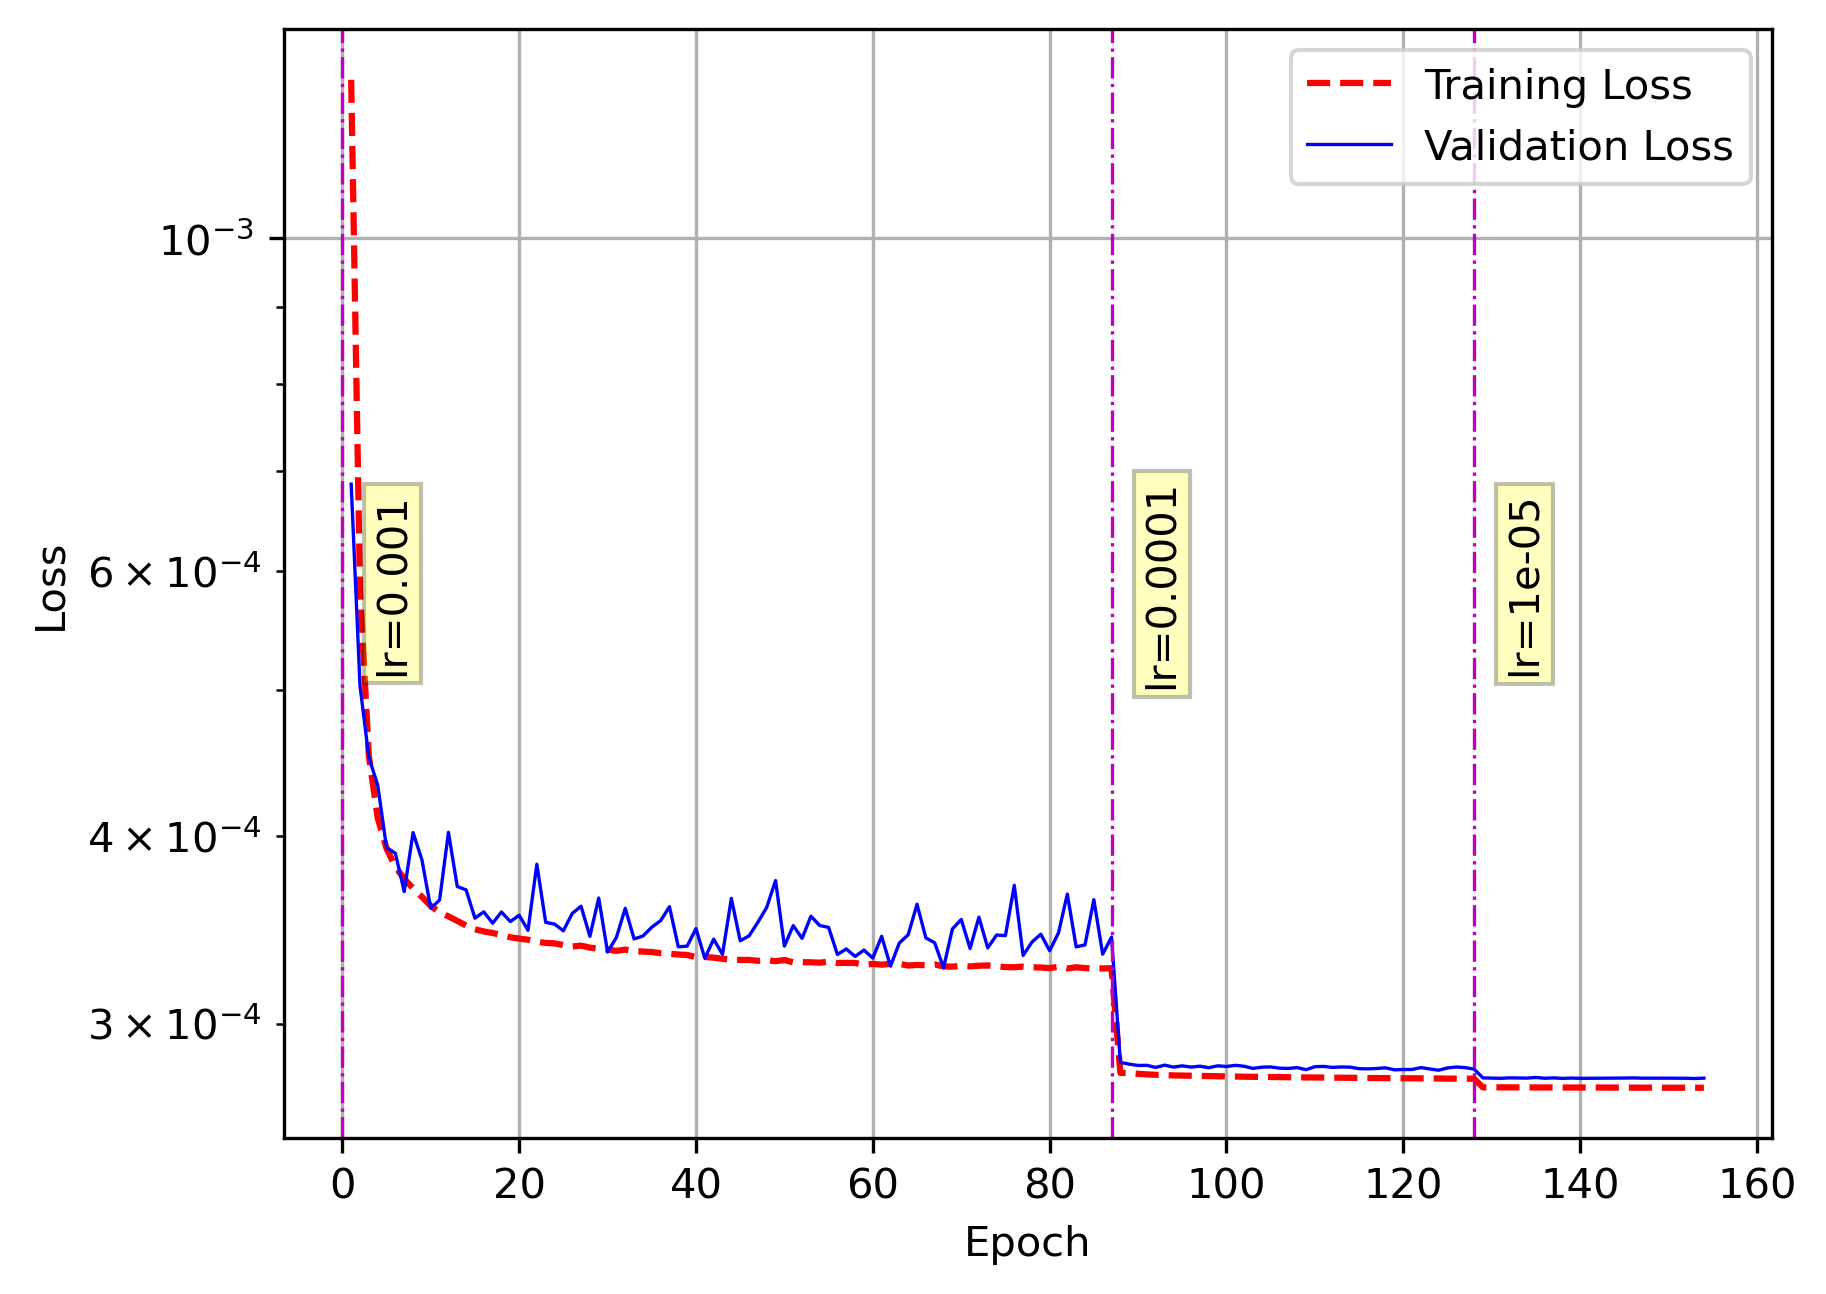 Training Loss
Validation Loss
10⁻³
6 × 10⁻⁴
4 × 10⁻⁴
3 × 10⁻⁴
Loss
lr=0.001
lr=0.0001
lr=1e-05
0 20 40 60 80 100 120 140 160
Epoch